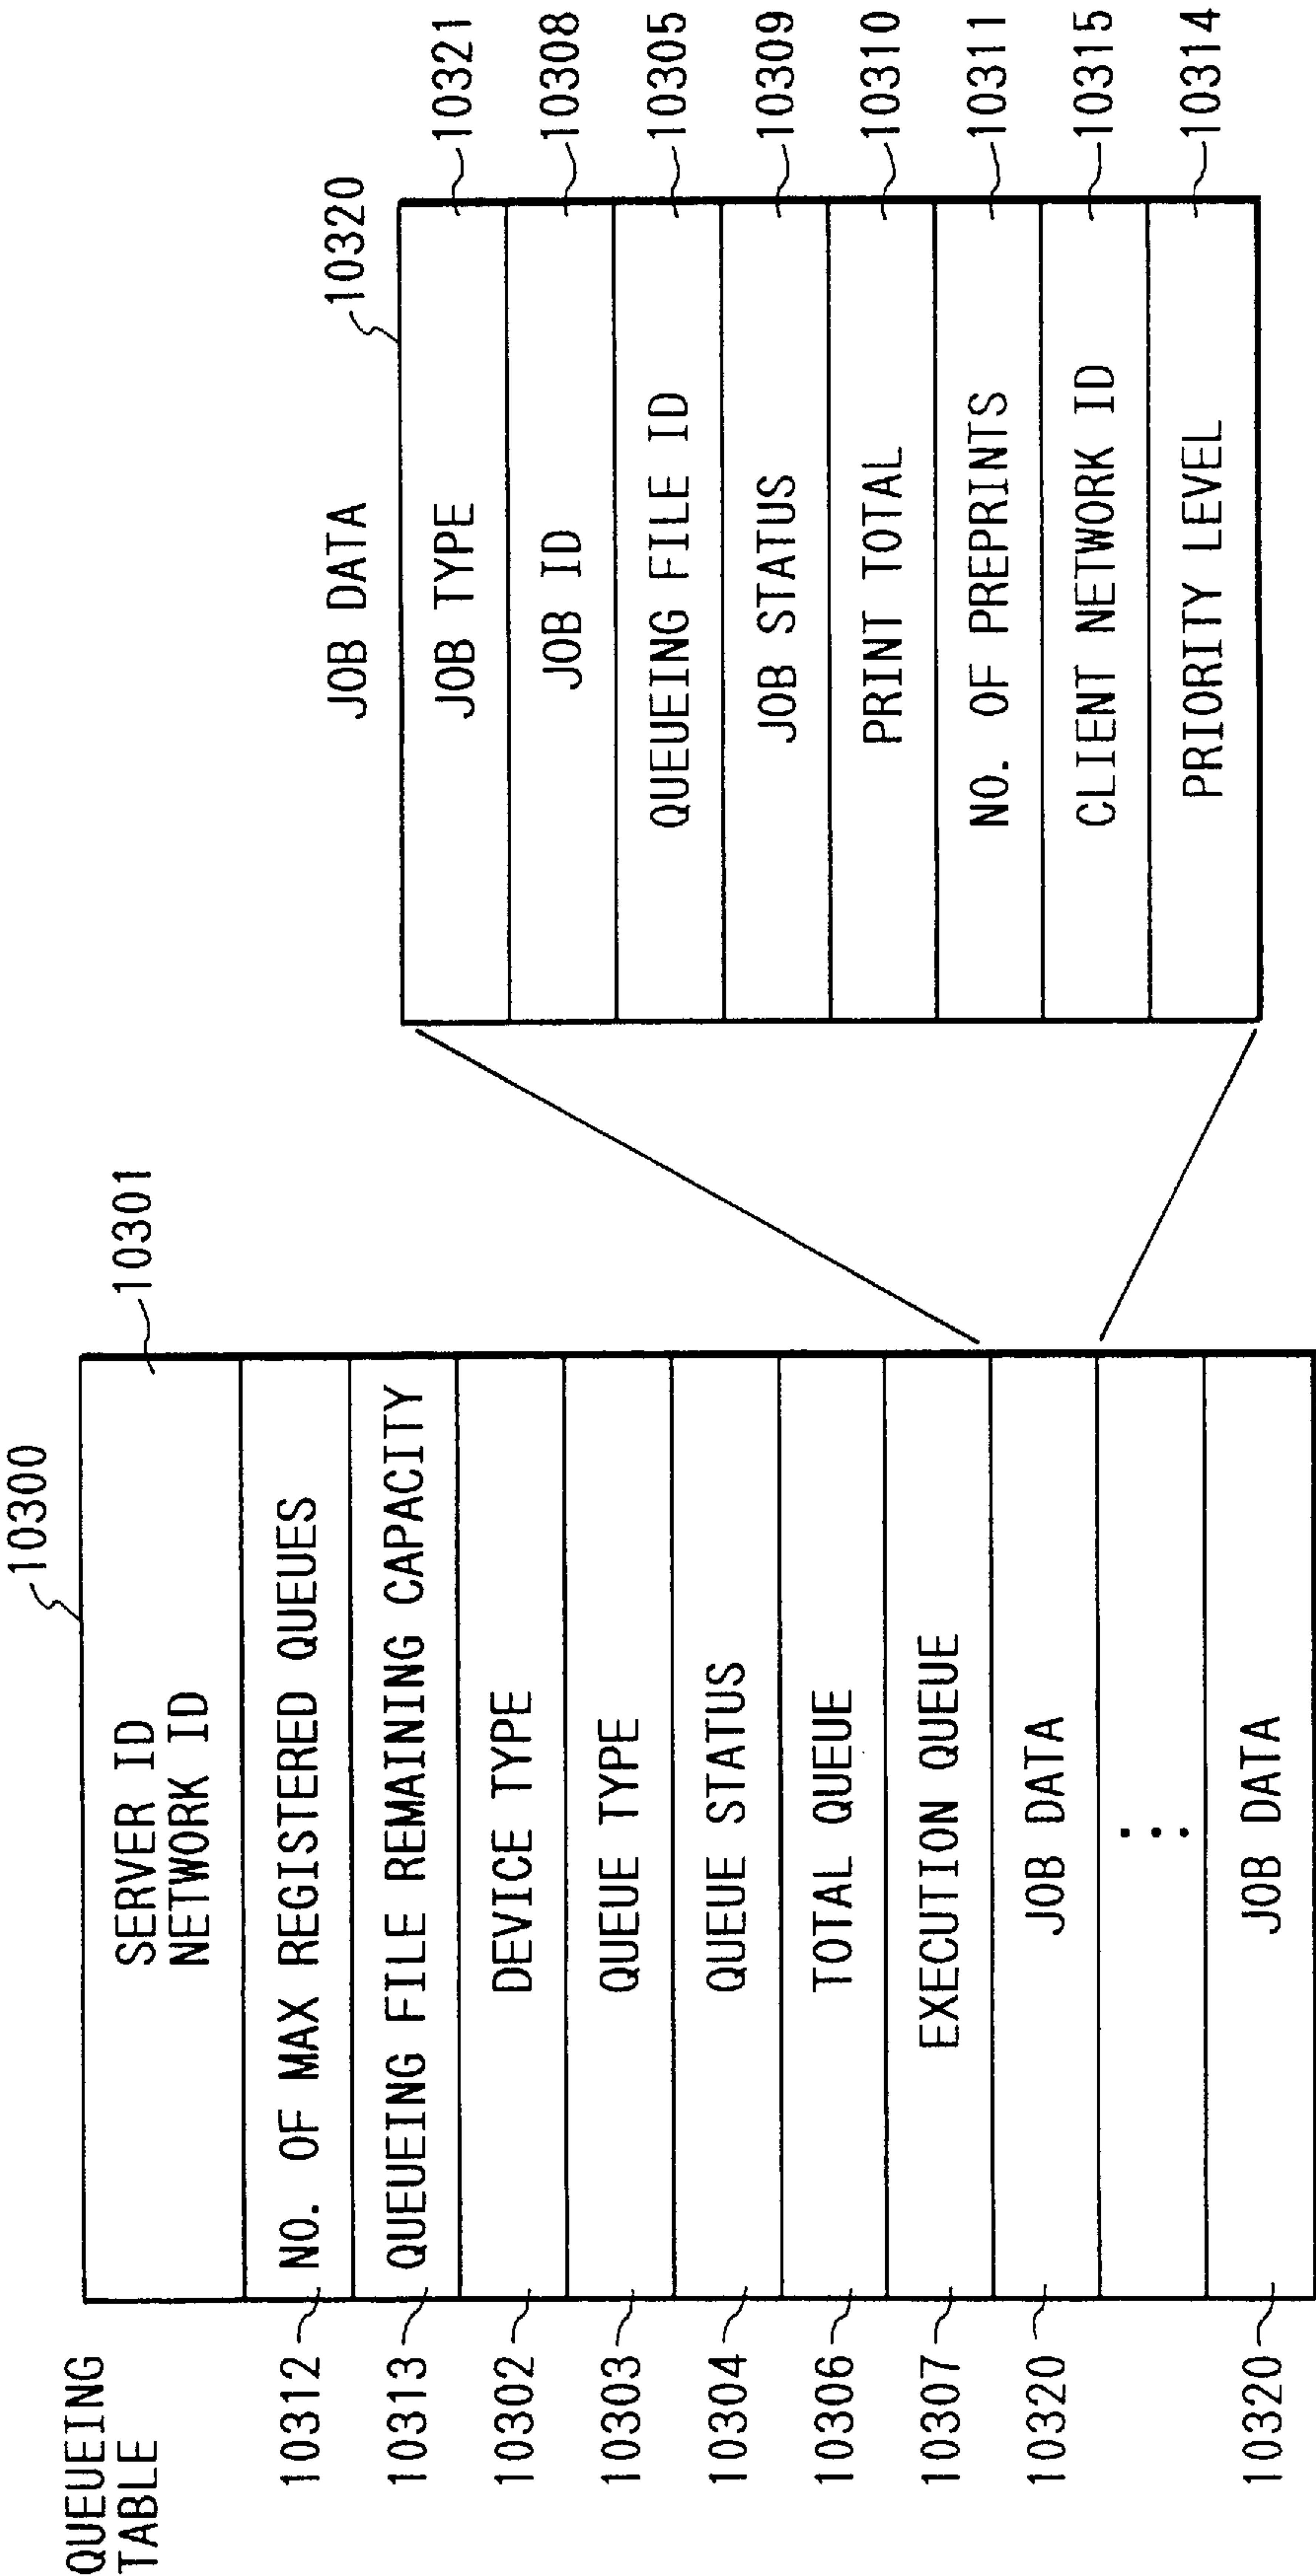 QUEUEING
TABLE
10300
SERVER ID
NETWORK ID
10301
10312
NO. OF MAX REGISTERED QUEUES
10313
QUEUEING FILE REMAINING CAPACITY
10302
DEVICE TYPE
10303
QUEUE TYPE
10304
QUEUE STATUS
10306
TOTAL QUEUE
10307
EXECUTION QUEUE
10320
JOB DATA
10320
JOB DATA
JOB DATA
10320
JOB TYPE
10321
JOB ID
10308
QUEUEING FILE ID
10305
JOB STATUS
10309
PRINT TOTAL
10310
NO. OF PREPRINTS
10311
CLIENT NETWORK ID
10315
PRIORITY LEVEL
10314